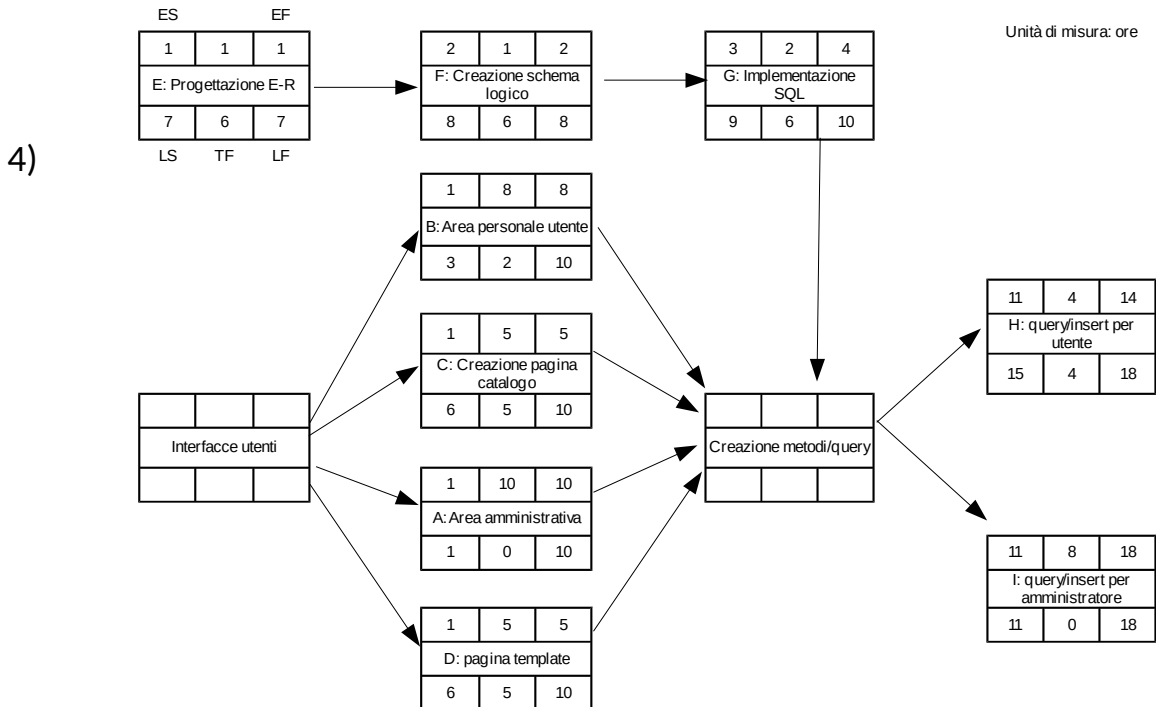 ES EF
1 1 1
E: Progettazione E-R
7 6 7
LS TF LF
2 1 2
F: Creazione schema
logico
8 6 8
3 2 4
G: Implementazione
SQL
9 6 10
Unità di misura: ore
4)
1 8 8
B: Area personale utente
3 2 10
1 5 5
C: Creazione pagina
catalogo
6 5 10
Interfacce utenti
1 10 10
A: Area amministrativa
1 0 10
1 5 5
D: pagina template
6 5 10
Creazione metodi/query
11 4 14
H: query/insert per
utente
15 4 18
11 8 18
I: query/insert per
amministratore
11 0 18